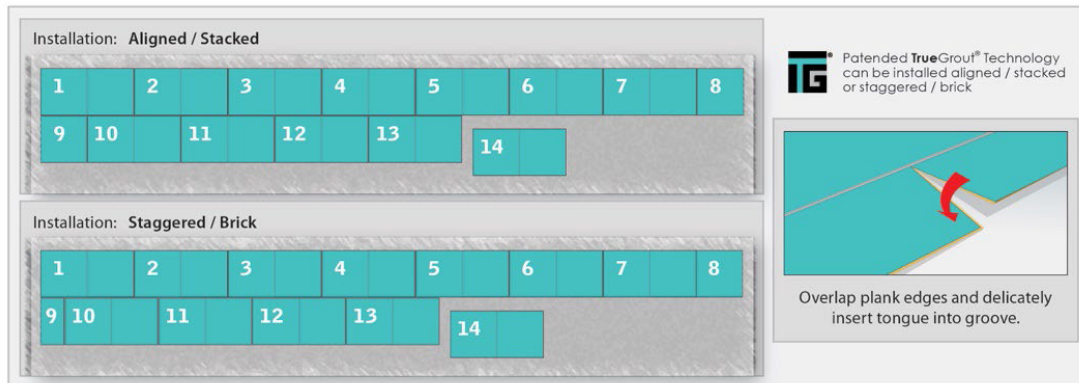 Installation: Aligned / Stacked
1 2 3 4 5 6 7 8
9 10 11 12 13
14
Installation: Staggered / Brick
1 2 3 4 5 6 7 8
9 10 11 12 13
14
TG®
Patented TrueGrout® Technology
can be installed aligned / stacked
or staggered / brick
Overlap plank edges and delicately
insert tongue into groove.